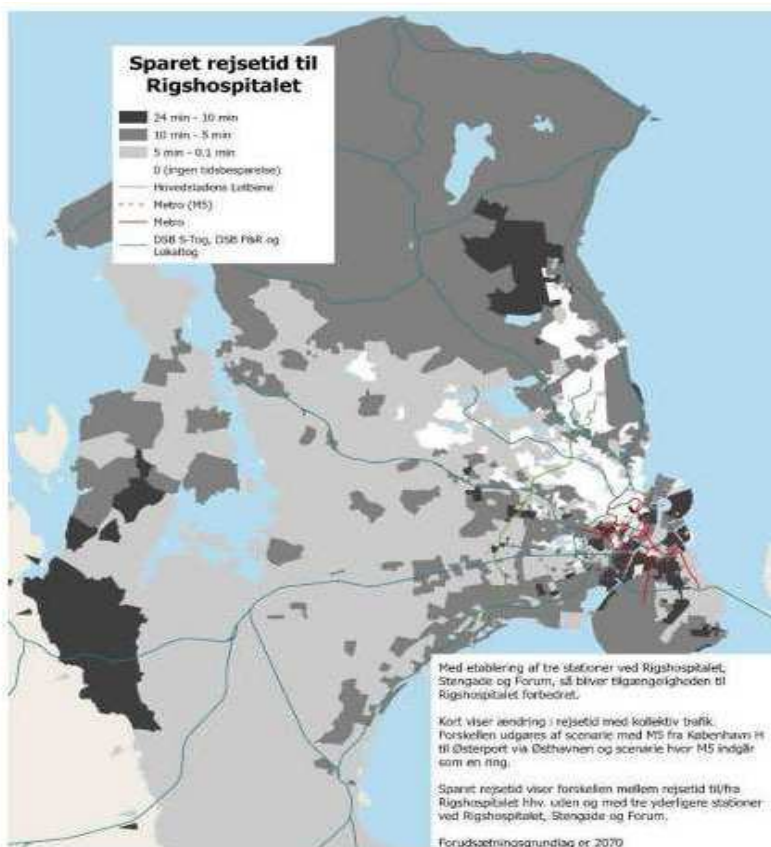 Sparet rejsetid til
Rigshospitalet
24 min - 10 min
10 min - 5 min
5 min - 0,1 min
0 (ingen tidsbesparelse)
Hovedstadens Letbane
Metro (M5)
Metro
DSB S-Tog, DSB F&R og
Lokaltog
Med etablering af tre stationer ved Rigshospitalet,
Stengade og Forum, så bliver tilgængeligheden til
Rigshospitalet forbedret.
Kort viser ændring i rejsetid med kollektiv trafik.
Forskellen udgøres af scenarie med M5 fra København H
til Østerport via Østhavnen og scenarie hvor M5 indgår
som en ring.
Sparet rejsetid viser forskellen mellem rejsetid til/fra
Rigshospitalet hhv. uden og med tre yderligere stationer
ved Rigshospitalet, Stengade og Forum.
Forudsætningsgrundlag er 2070